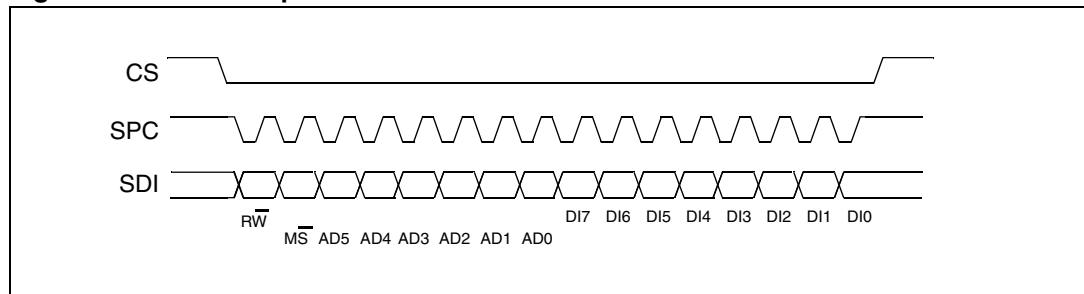 CS
SPC
SDI
RW̅ DI7 DI6 DI5 DI4 DI3 DI2 DI1 DI0
MS̅ AD5 AD4 AD3 AD2 AD1 AD0